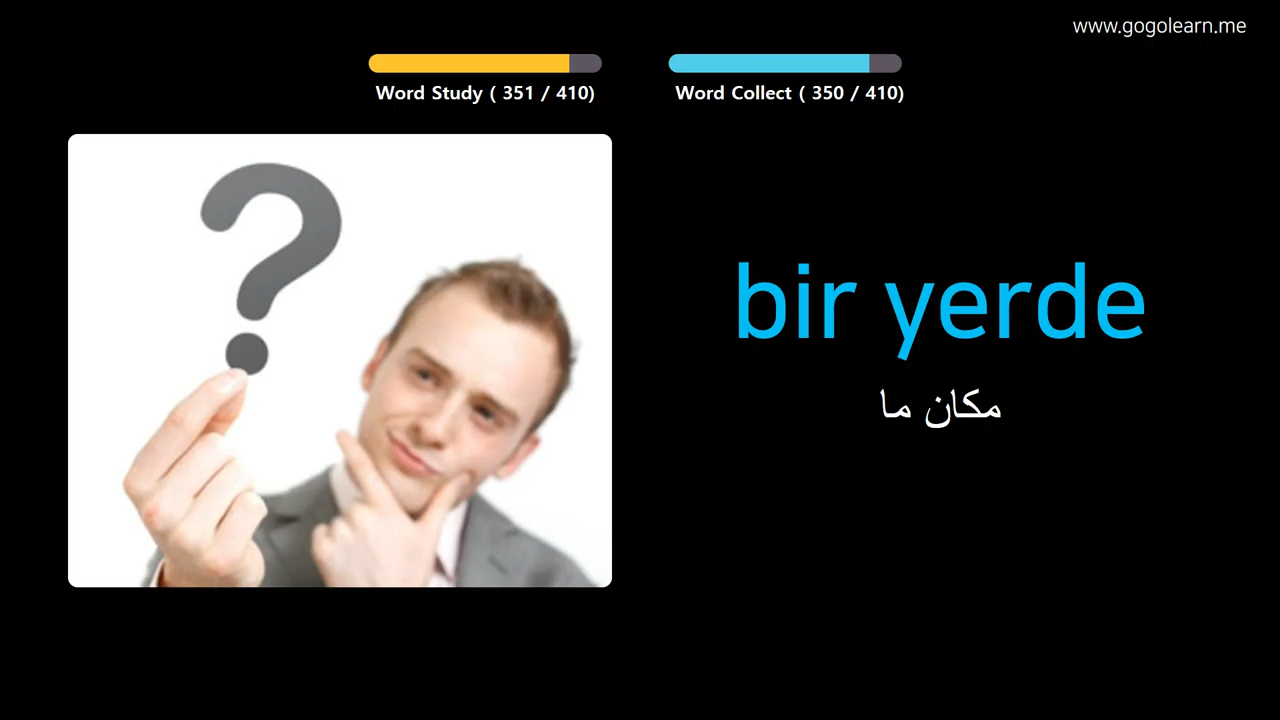 www.gogolearn.me
Word Study ( 351 / 410)
Word Collect ( 350 / 410)
?
bir yerde
مكان ما